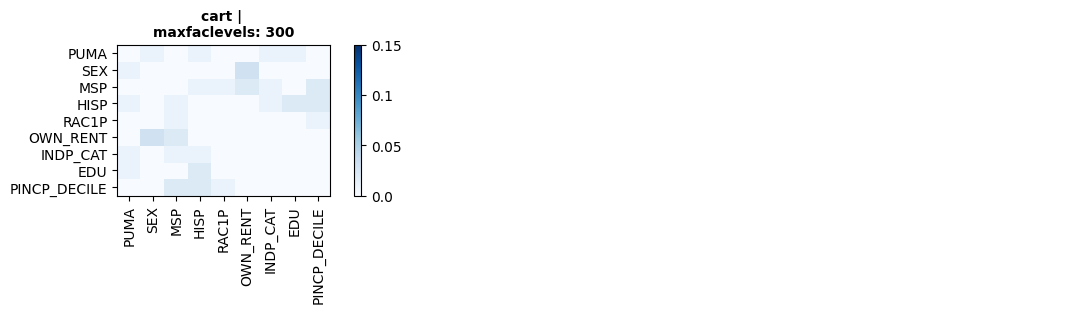 cart |
maxfaclevels: 300
PUMA
SEX
MSP
HISP
RAC1P
OWN_RENT
INDP_CAT
EDU
PINCP_DECILE
0.15
0.1
0.05
0.0
PUMA
SEX
MSP
HISP
RAC1P
OWN_RENT
INDP_CAT
EDU
PINCP_DECILE